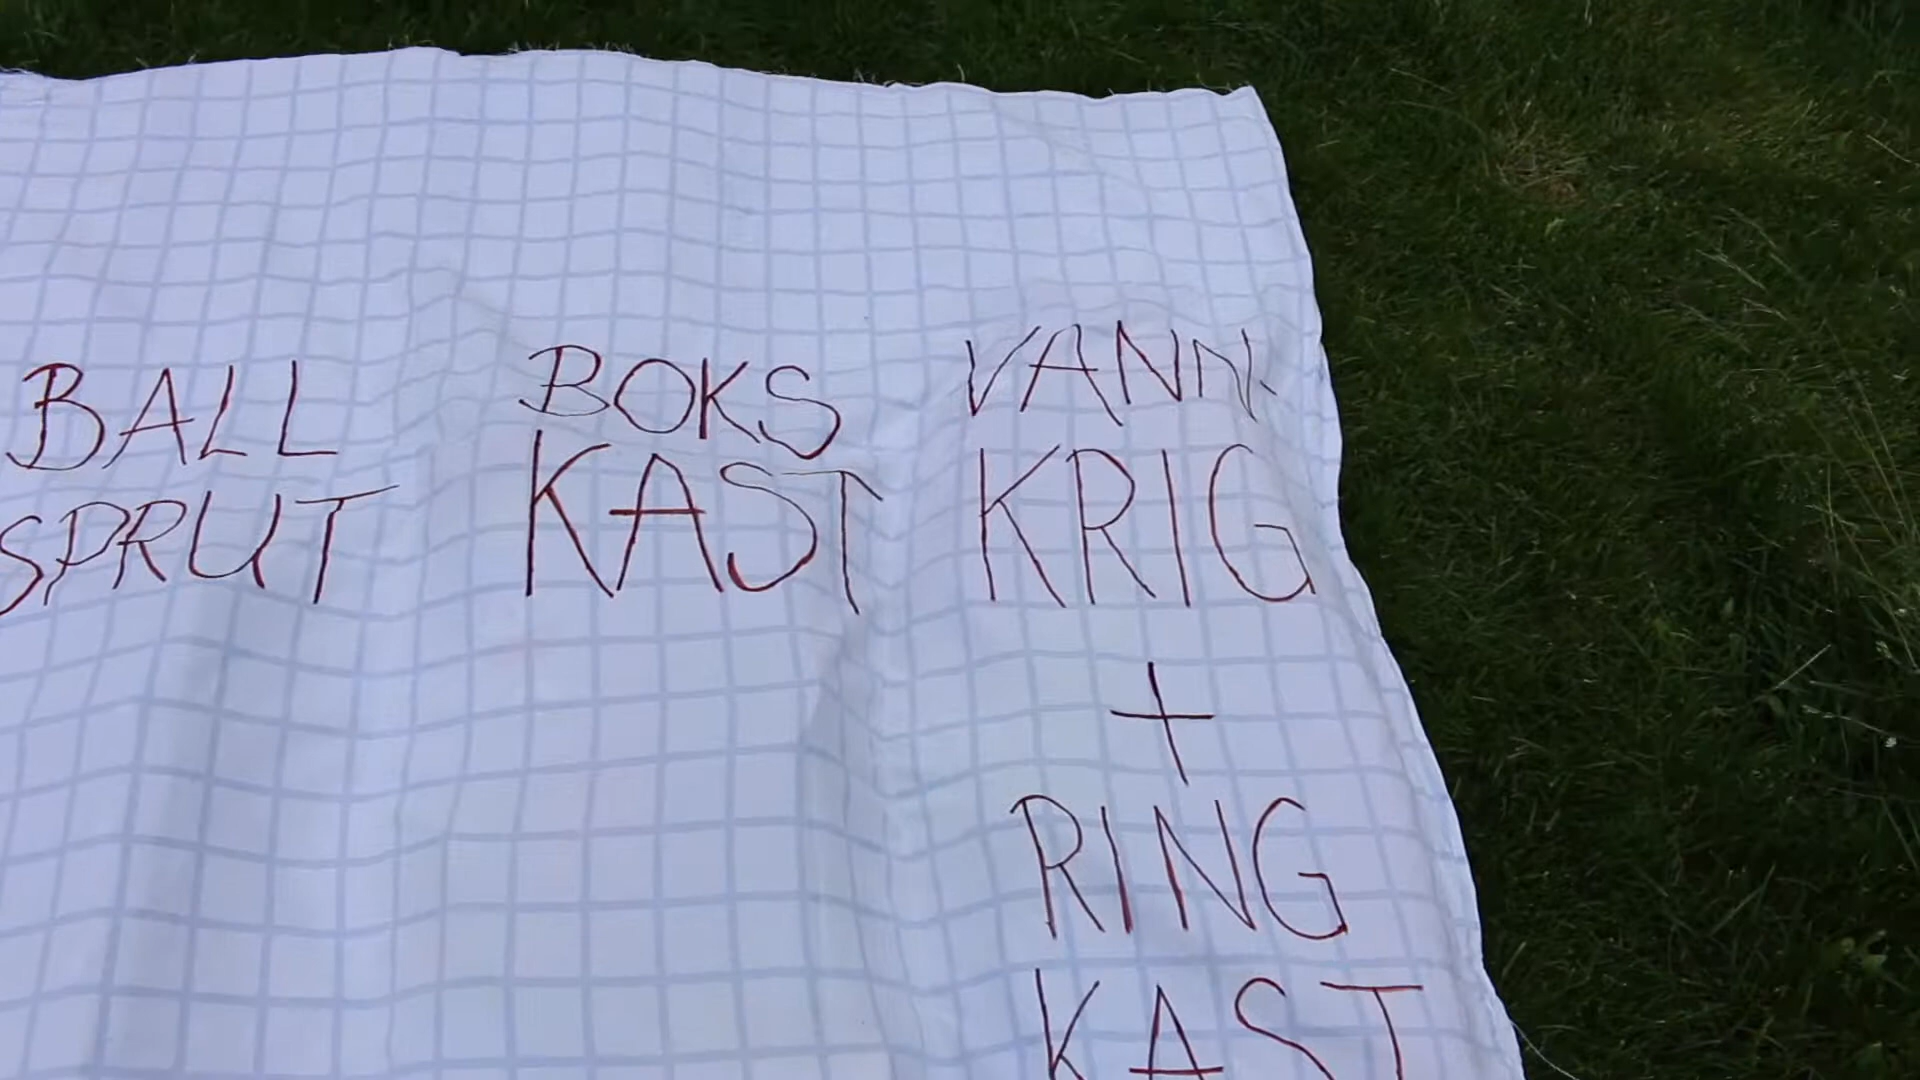 BALL
SPRUT
BOKS
KAST
VANN
KRIG
+
RING
KAST